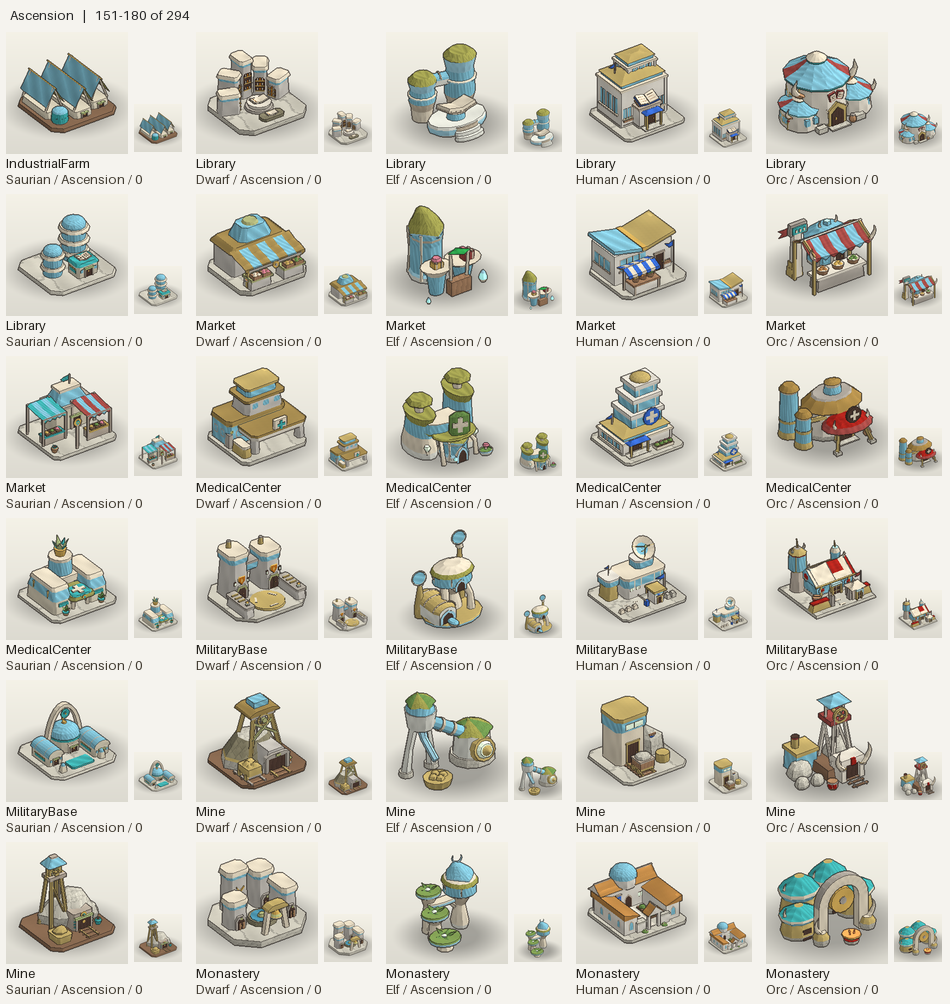 Ascension | 151-180 of 294
IndustrialFarm
Saurian / Ascension / 0
Library
Dwarf / Ascension / 0
Library
Elf / Ascension / 0
Library
Human / Ascension / 0
Library
Orc / Ascension / 0
Library
Saurian / Ascension / 0
Market
Dwarf / Ascension / 0
Market
Elf / Ascension / 0
Market
Human / Ascension / 0
Market
Orc / Ascension / 0
Market
Saurian / Ascension / 0
MedicalCenter
Dwarf / Ascension / 0
MedicalCenter
Elf / Ascension / 0
MedicalCenter
Human / Ascension / 0
MedicalCenter
Orc / Ascension / 0
MedicalCenter
Saurian / Ascension / 0
MilitaryBase
Dwarf / Ascension / 0
MilitaryBase
Elf / Ascension / 0
MilitaryBase
Human / Ascension / 0
MilitaryBase
Orc / Ascension / 0
MilitaryBase
Saurian / Ascension / 0
Mine
Dwarf / Ascension / 0
Mine
Elf / Ascension / 0
Mine
Human / Ascension / 0
Mine
Orc / Ascension / 0
Mine
Saurian / Ascension / 0
Monastery
Dwarf / Ascension / 0
Monastery
Elf / Ascension / 0
Monastery
Human / Ascension / 0
Monastery
Orc / Ascension / 0